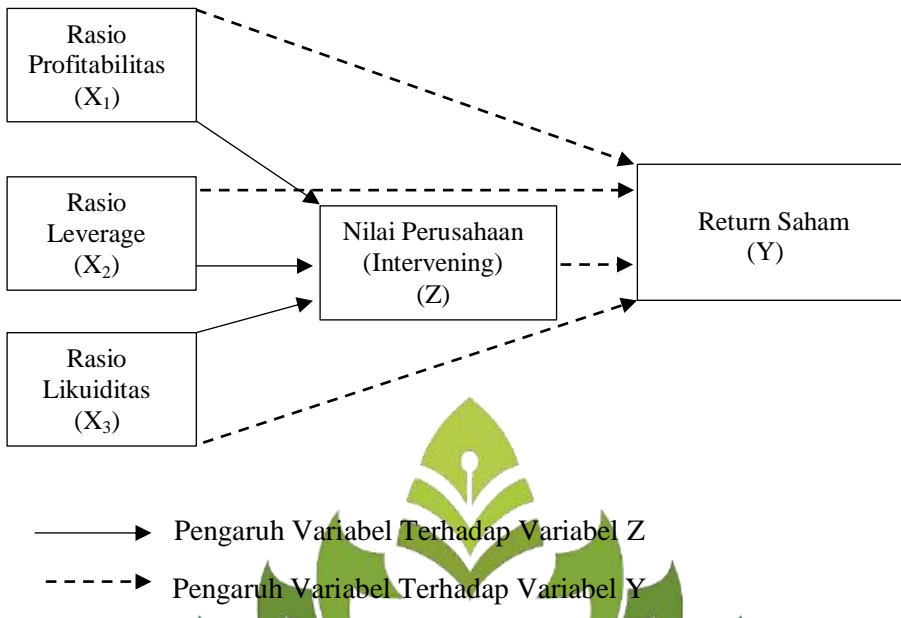 Rasio
Profitabilitas
(X₁)
Rasio
Leverage
(X₂)
Rasio
Likuiditas
(X₃)
Nilai Perusahaan
(Intervening)
(Z)
Return Saham
(Y)
Pengaruh Variabel Terhadap Variabel Z
Pengaruh Variabel Terhadap Variabel Y